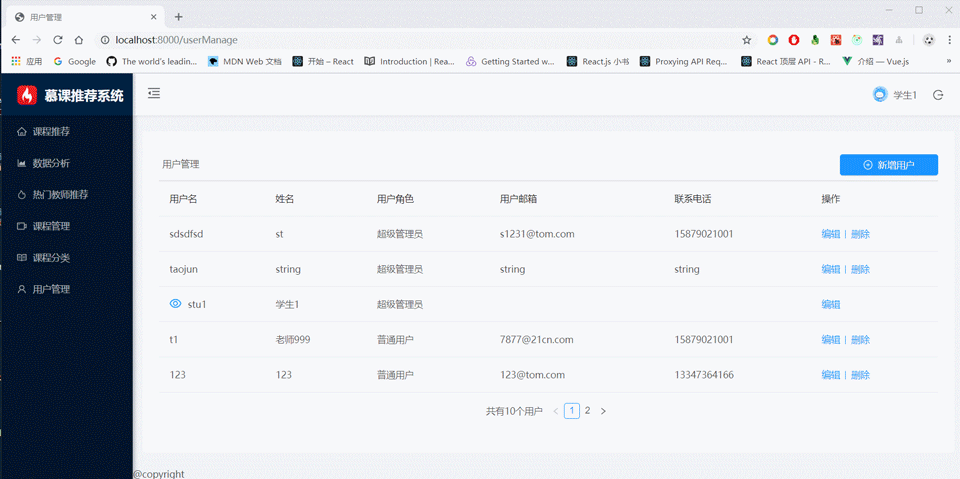 用户管理
localhost:8000/userManage
应用 Google The world's leadin... MDN Web 文档 开始 – React Introduction | Rea... Getting Started w... React.js 小书 Proxying API Req... React 顶层 API - R... 介绍 — Vue.js »
慕课推荐系统
学生1
课程推荐
数据分析
热门教师推荐
课程管理
课程分类
用户管理
用户管理
新增用户
用户名 姓名 用户角色 用户邮箱 联系电话 操作
sdsdfsd st 超级管理员 s1231@tom.com 15879021001 编辑 | 删除
taojun string 超级管理员 string string 编辑 | 删除
stu1 学生1 超级管理员 编辑
t1 老师999 普通用户 7877@21cn.com 15879021001 编辑 | 删除
123 123 普通用户 123@tom.com 13347364166 编辑 | 删除
共有10个用户 < 1 2 >
@copyright